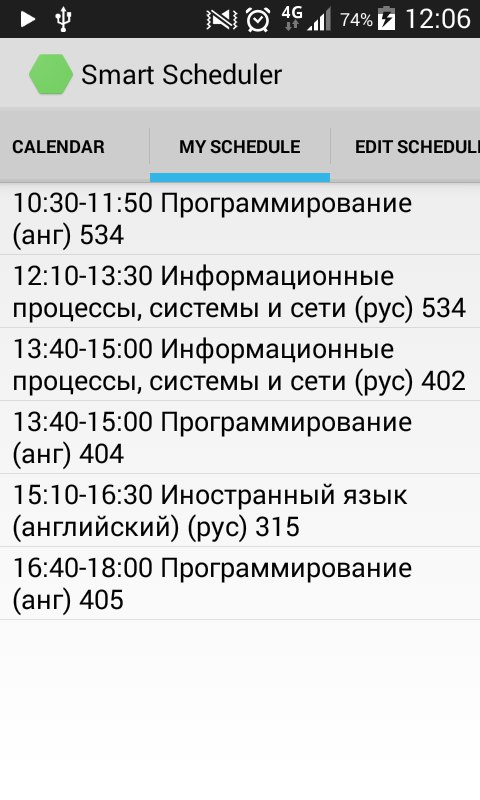 4G 74% 12:06
Smart Scheduler
CALENDAR MY SCHEDULE EDIT SCHEDUL
10:30-11:50 Программирование
(анг) 534
12:10-13:30 Информационные
процессы, системы и сети (рус) 534
13:40-15:00 Информационные
процессы, системы и сети (рус) 402
13:40-15:00 Программирование
(анг) 404
15:10-16:30 Иностранный язык
(английский) (рус) 315
16:40-18:00 Программирование
(анг) 405